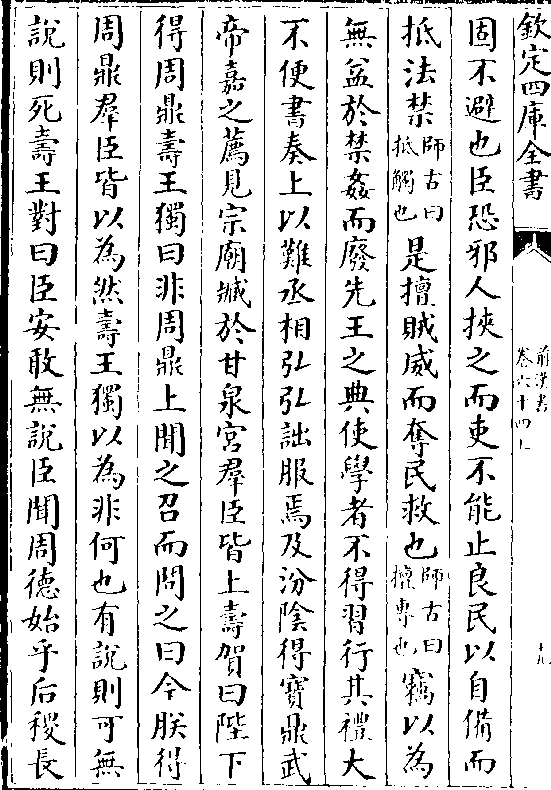 欽定四庫全書
前漢書
卷六十四上
十九
固不避也臣恐邪人挾之而吏不能止良民以自備而
抵法禁師古曰抵觸也是擅賊威而奪民救也師古曰擅專也竊以為
無益於禁姦而廢先王之典使學者不得習行其禮大
不便書奏上以難丞相弘弘詘服焉及汾隂得寳鼎武
帝嘉之薦見宗廟臧於甘泉宮羣臣皆上壽賀曰陛下
得周鼎壽王獨曰非周鼎上聞之召而問之曰今朕得
周鼎羣臣皆以為然壽王獨以為非何也有說則可無
說則死壽王對曰臣安敢無說臣聞周德始乎后稷長